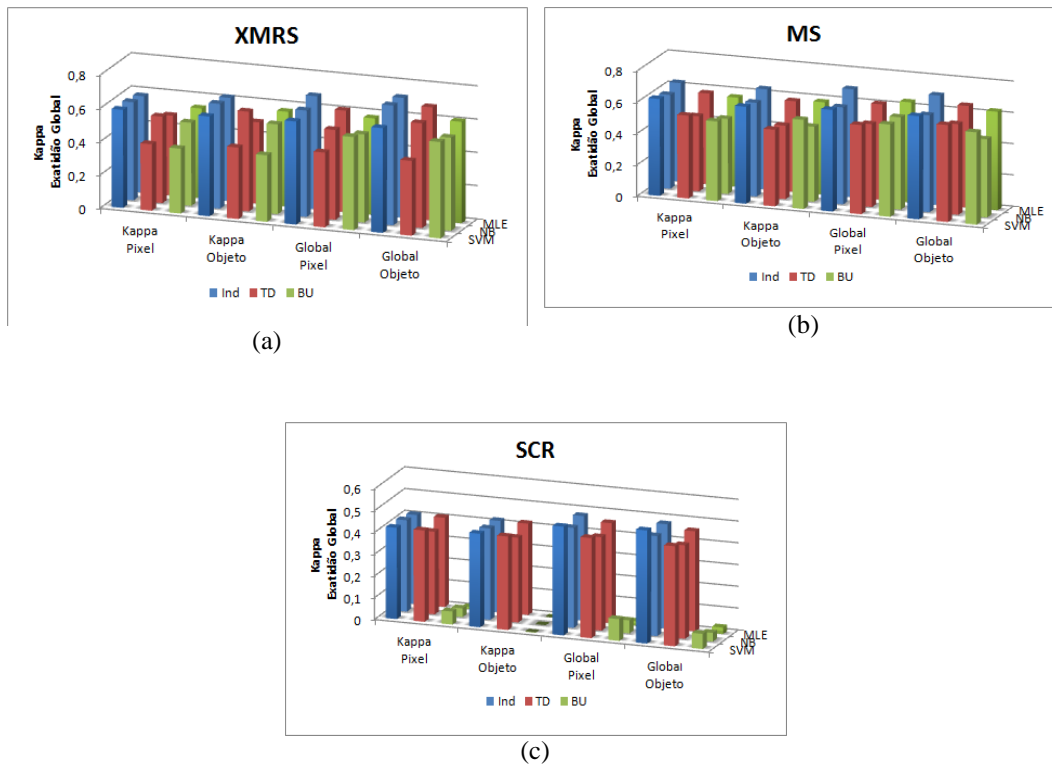 XMRS
Kappa
Exatidão Global
0,8
0,6
0,4
0,2
0
MLE
NB
SVM
Kappa
Pixel
Kappa
Objeto
Global
Pixel
Global
Objeto
Ind TD BU
(a)
MS
Kappa
Exatidão Global
0,8
0,6
0,4
0,2
0
MLE
NB
SVM
Kappa
Pixel
Kappa
Objeto
Global
Pixel
Global
Objeto
Ind TD BU
(b)
SCR
Kappa
Exatidão Global
0,6
0,5
0,4
0,3
0,2
0,1
0
MLE
NB
SVM
Kappa
Pixel
Kappa
Objeto
Global
Pixel
Global
Objeto
Ind TD BU
(c)